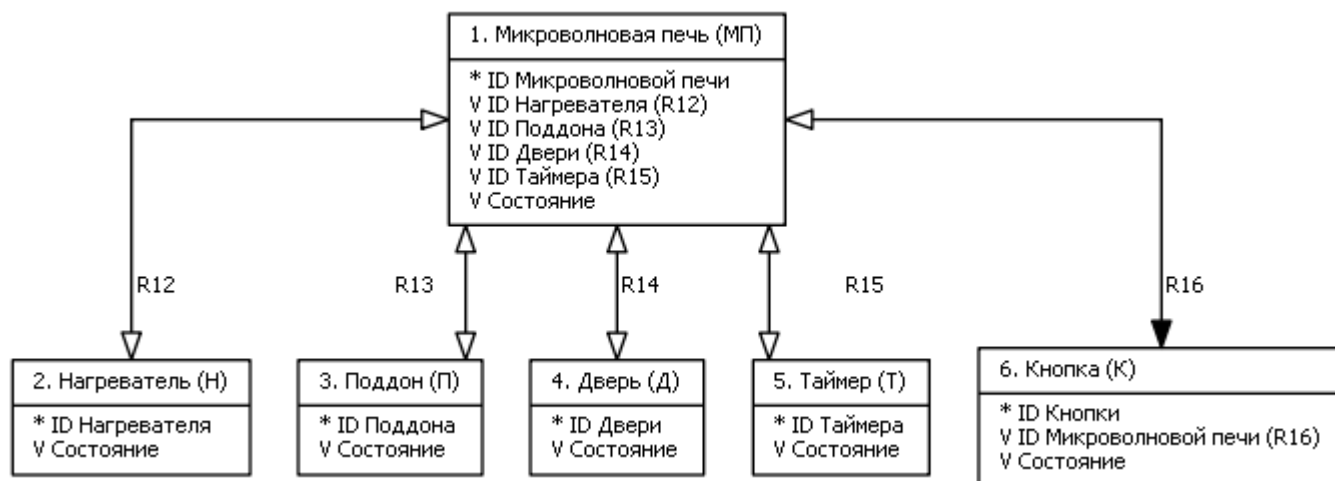 1. Микроволновая печь (МП)
* ID Микроволновой печи
V ID Нагревателя (R12)
V ID Поддона (R13)
V ID Двери (R14)
V ID Таймера (R15)
V Состояние
R12
R13
R14
R15
R16
2. Нагреватель (Н)
* ID Нагревателя
V Состояние
3. Поддон (П)
* ID Поддона
V Состояние
4. Дверь (Д)
* ID Двери
V Состояние
5. Таймер (Т)
* ID Таймера
V Состояние
6. Кнопка (К)
* ID Кнопки
V ID Микроволновой печи (R16)
V Состояние